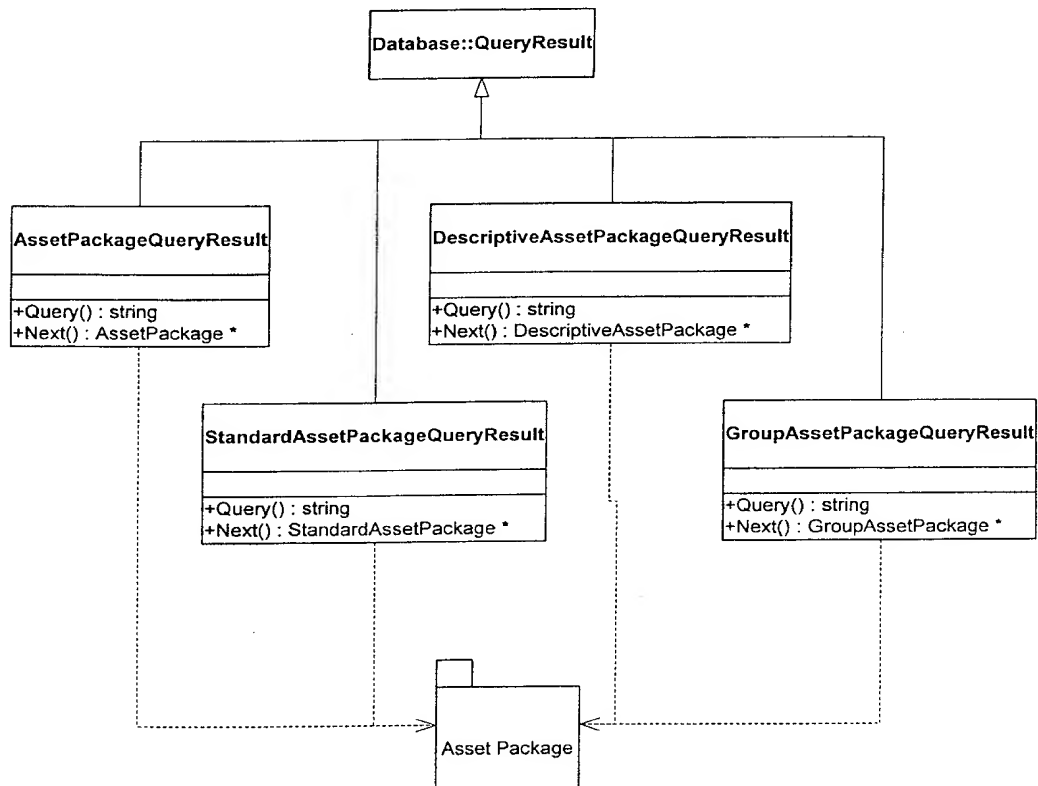 Database::QueryResult
AssetPackageQueryResult
+Query() : string
+Next() : AssetPackage *
DescriptiveAssetPackageQueryResult
+Query() : string
+Next() : DescriptiveAssetPackage *
StandardAssetPackageQueryResult
+Query() : string
+Next() : StandardAssetPackage *
GroupAssetPackageQueryResult
+Query() : string
+Next() : GroupAssetPackage *
Asset Package